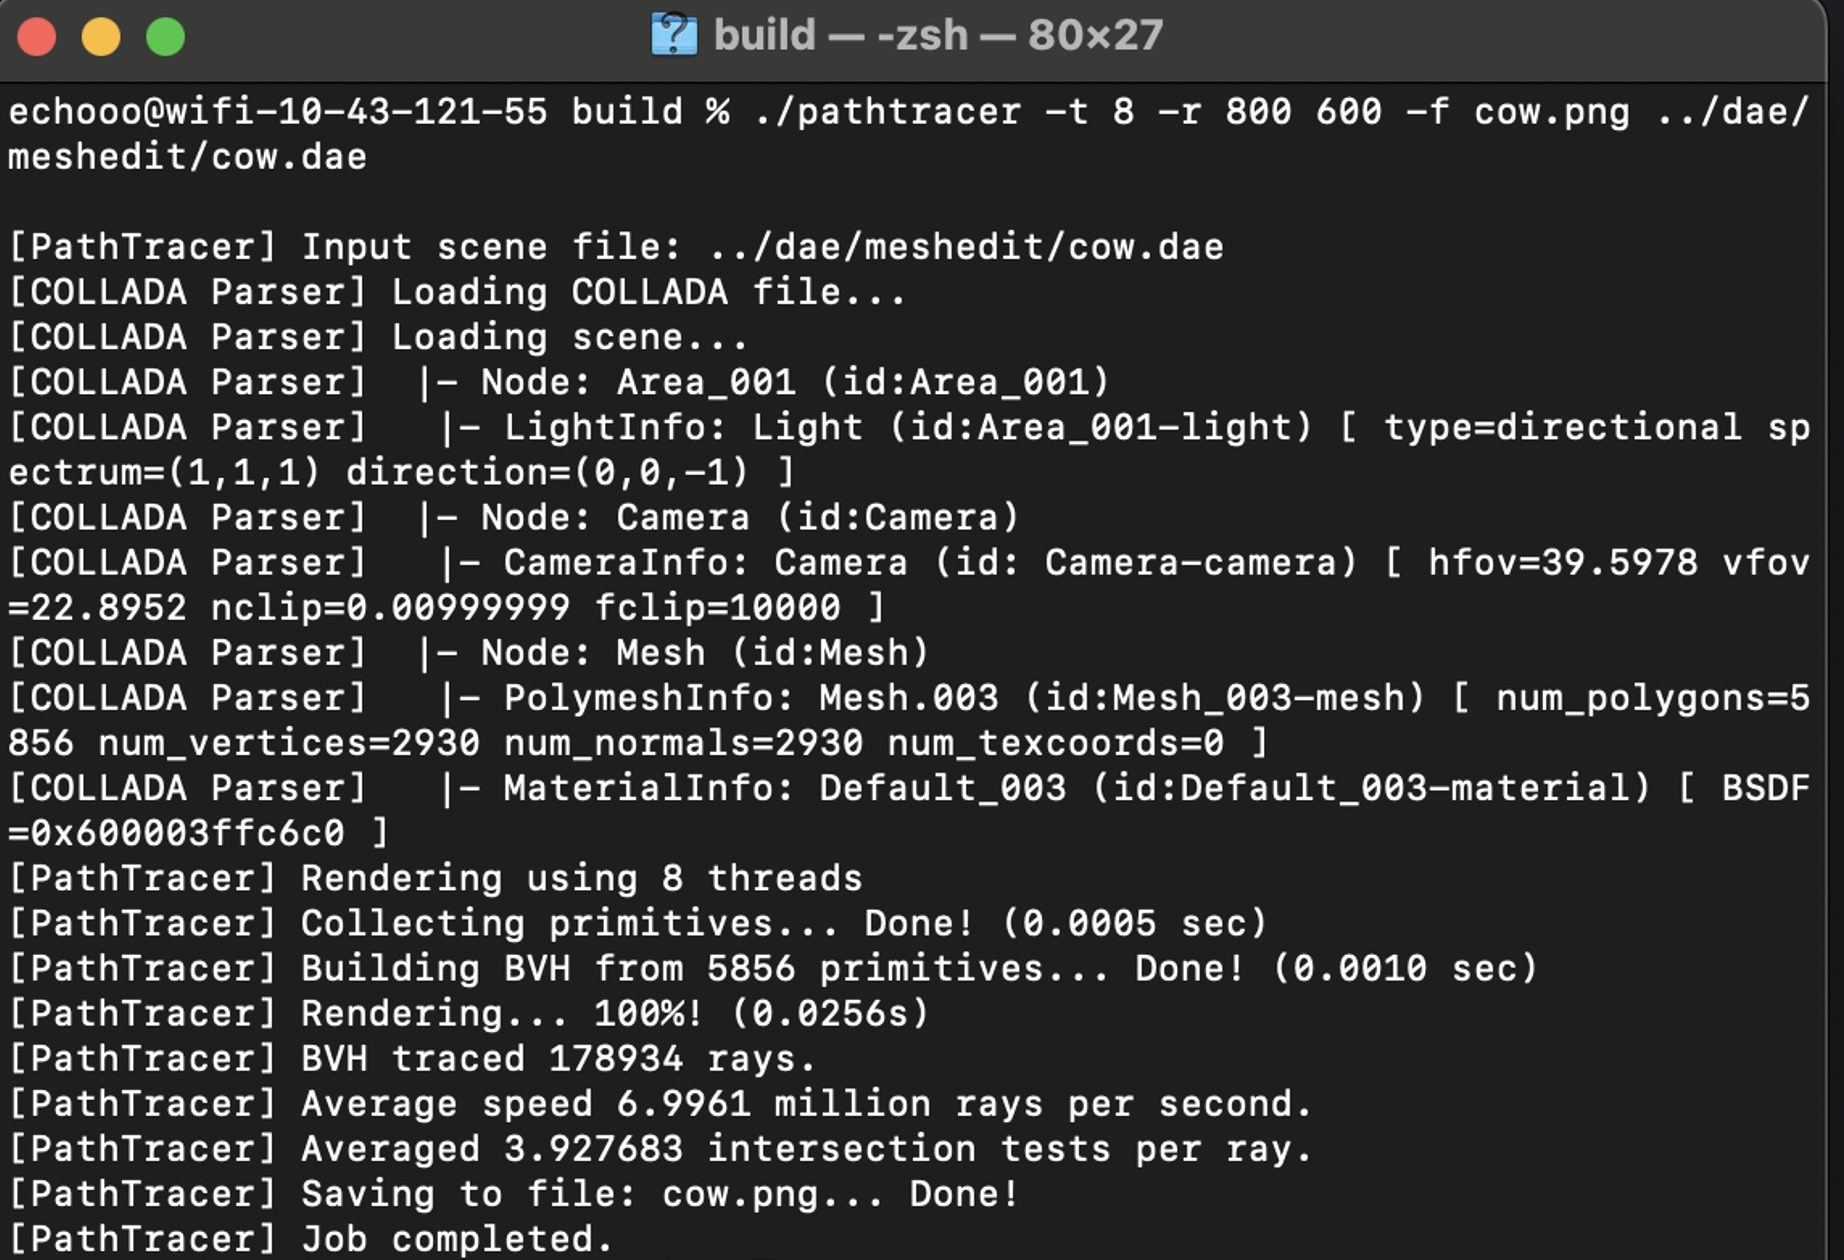 build — -zsh — 80×27
echooo@wifi-10-43-121-55 build % ./pathtracer -t 8 -r 800 600 -f cow.png ../dae/
meshedit/cow.dae
[PathTracer] Input scene file: ../dae/meshedit/cow.dae
[COLLADA Parser] Loading COLLADA file...
[COLLADA Parser] Loading scene...
[COLLADA Parser]  |- Node: Area_001 (id:Area_001)
[COLLADA Parser]   |- LightInfo: Light (id:Area_001-light) [ type=directional sp
ectrum=(1,1,1) direction=(0,0,-1) ]
[COLLADA Parser]  |- Node: Camera (id:Camera)
[COLLADA Parser]   |- CameraInfo: Camera (id: Camera-camera) [ hfov=39.5978 vfov
=22.8952 nclip=0.00999999 fclip=10000 ]
[COLLADA Parser]  |- Node: Mesh (id:Mesh)
[COLLADA Parser]   |- PolymeshInfo: Mesh.003 (id:Mesh_003-mesh) [ num_polygons=5
856 num_vertices=2930 num_normals=2930 num_texcoords=0 ]
[COLLADA Parser]   |- MaterialInfo: Default_003 (id:Default_003-material) [ BSDF
=0x600003ffc6c0 ]
[PathTracer] Rendering using 8 threads
[PathTracer] Collecting primitives... Done! (0.0005 sec)
[PathTracer] Building BVH from 5856 primitives... Done! (0.0010 sec)
[PathTracer] Rendering... 100%! (0.0256s)
[PathTracer] BVH traced 178934 rays.
[PathTracer] Average speed 6.9961 million rays per second.
[PathTracer] Averaged 3.927683 intersection tests per ray.
[PathTracer] Saving to file: cow.png... Done!
[PathTracer] Job completed.